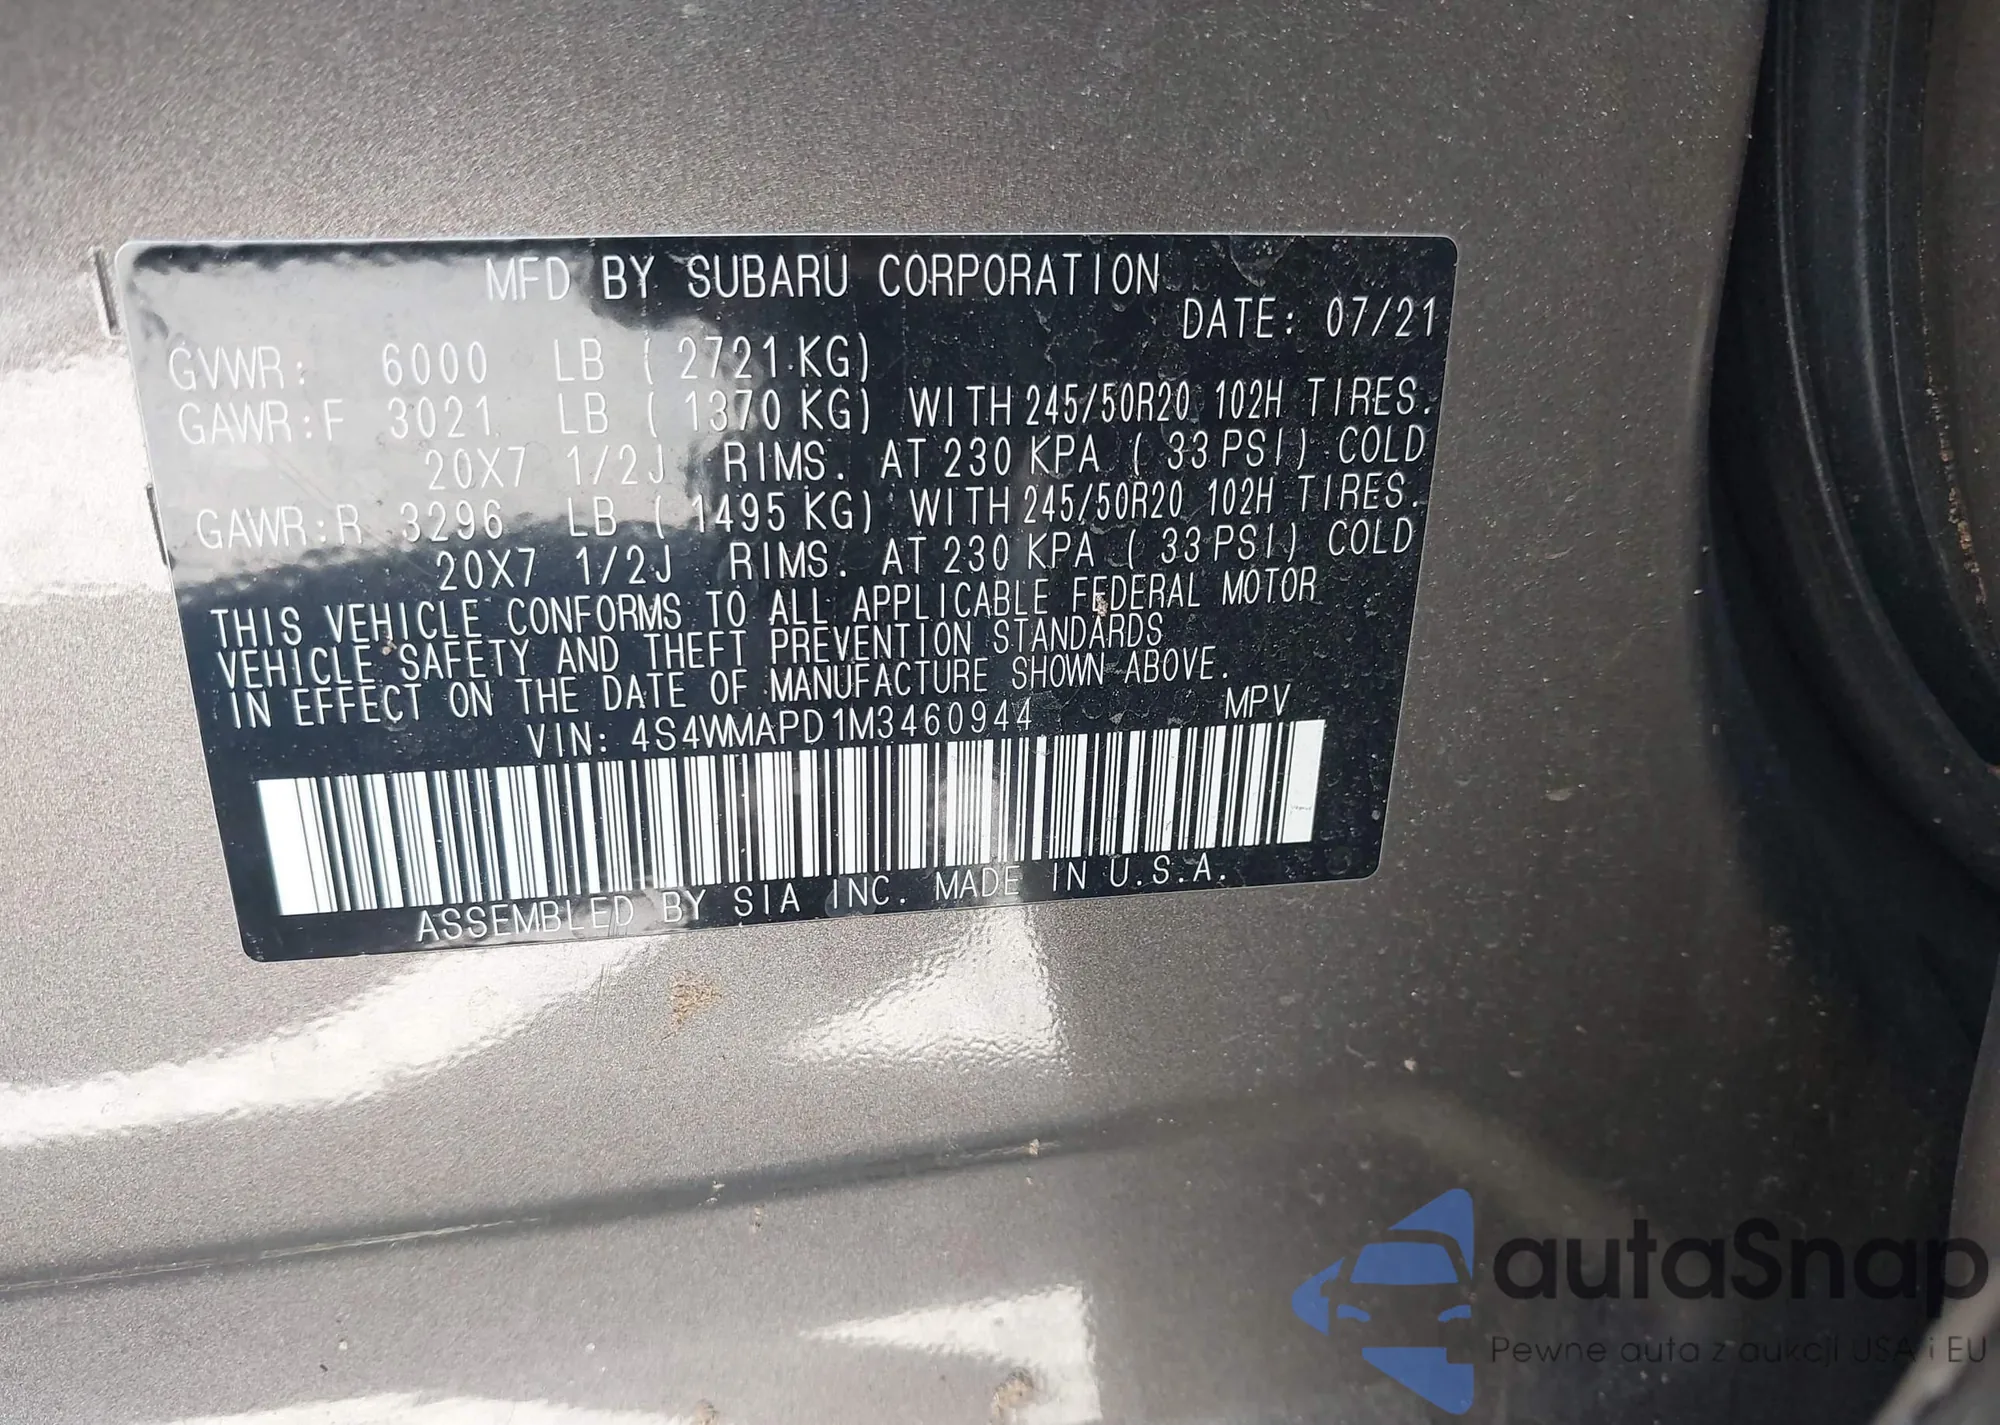 MFD BY SUBARU CORPORATION
DATE: 07/21
GVWR: 6000 LB ( 2721 KG)
GAWR:F 3021 LB ( 1370 KG) WITH 245/50R20 102H TIRES.
20X7 1/2J RIMS. AT 230 KPA ( 33 PSI) COLD
GAWR:R 3296 LB ( 1495 KG) WITH 245/50R20 102H TIRES.
20X7 1/2J RIMS. AT 230 KPA ( 33 PSI) COLD
THIS VEHICLE CONFORMS TO ALL APPLICABLE FEDERAL MOTOR
VEHICLE SAFETY AND THEFT PREVENTION STANDARDS
IN EFFECT ON THE DATE OF MANUFACTURE SHOWN ABOVE.
VIN: 4S4WMAPD1M3460944 MPV
ASSEMBLED BY SIA INC. MADE IN U.S.A.
autaSnap
Pewne auta z aukcji USA i EU